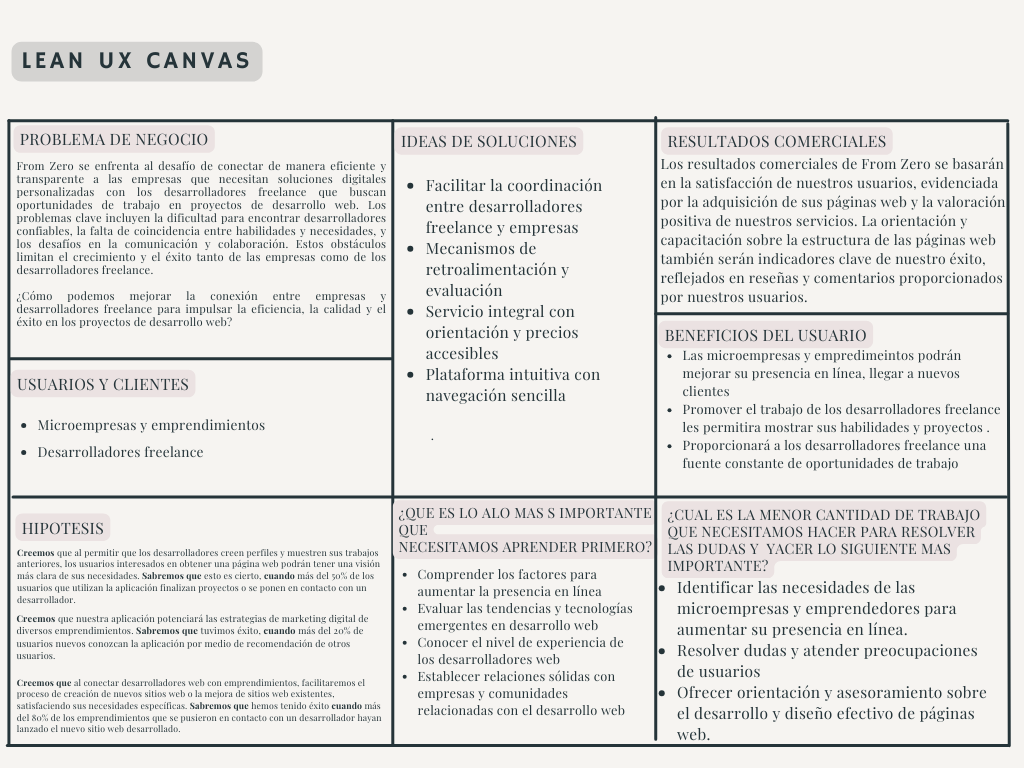 LEAN UX CANVAS
PROBLEMA DE NEGOCIO
From Zero se enfrenta al desafío de conectar de manera eficiente y
transparente a las empresas que necesitan soluciones digitales
personalizadas con los desarrolladores freelance que buscan
oportunidades de trabajo en proyectos de desarrollo web. Los
problemas clave incluyen la dificultad para encontrar desarrolladores
confiables, la falta de coincidencia entre habilidades y necesidades, y
los desafíos en la comunicación y colaboración. Estos obstáculos
limitan el crecimiento y el éxito tanto de las empresas como de los
desarrolladores freelance.
¿Cómo podemos mejorar la conexión entre empresas y
desarrolladores freelance para impulsar la eficiencia, la calidad y el
éxito en los proyectos de desarrollo web?
USUARIOS Y CLIENTES
• Microempresas y emprendimientos
• Desarrolladores freelance
IDEAS DE SOLUCIONES
• Facilitar la coordinación
entre desarrolladores
freelance y empresas
• Mecanismos de
retroalimentación y
evaluación
• Servicio integral con
orientación y precios
accesibles
• Plataforma intuitiva con
navegación sencilla
.
RESULTADOS COMERCIALES
Los resultados comerciales de From Zero se basarán
en la satisfacción de nuestros usuarios, evidenciada
por la adquisición de sus páginas web y la valoración
positiva de nuestros servicios. La orientación y
capacitación sobre la estructura de las páginas web
también serán indicadores clave de nuestro éxito,
reflejados en reseñas y comentarios proporcionados
por nuestros usuarios.
BENEFICIOS DEL USUARIO
• Las microempresas y empredimeintos podrán
mejorar su presencia en línea, llegar a nuevos
clientes
• Promover el trabajo de los desarrolladores freelance
les permitira mostrar sus habilidades y proyectos .
• Proporcionará a los desarrolladores freelance una
fuente constante de oportunidades de trabajo
HIPOTESIS
Creemos que al permitir que los desarrolladores creen perfiles y muestren sus trabajos
anteriores, los usuarios interesados en obtener una página web podrán tener una visión
más clara de sus necesidades. Sabremos que esto es cierto, cuando más del 50% de los
usuarios que utilizan la aplicación finalizan proyectos o se ponen en contacto con un
desarrollador.
Creemos que nuestra aplicación potenciará las estrategias de marketing digital de
diversos emprendimientos. Sabremos que tuvimos éxito, cuando más del 20% de
usuarios nuevos conozcan la aplicación por medio de recomendación de otros
usuarios.
Creemos que al conectar desarrolladores web con emprendimientos, facilitaremos el
proceso de creación de nuevos sitios web o la mejora de sitios web existentes,
satisfaciendo sus necesidades específicas. Sabremos que hemos tenido éxito cuando más
del 80% de los emprendimientos que se pusieron en contacto con un desarrollador hayan
lanzado el nuevo sitio web desarrollado.
¿QUE ES LO ALO MAS S IMPORTANTE
QUE
NECESITAMOS APRENDER PRIMERO?
• Comprender los factores para
aumentar la presencia en línea
• Evaluar las tendencias y tecnologías
emergentes en desarrollo web
• Conocer el nivel de experiencia de
los desarrolladores web
• Establecer relaciones sólidas con
empresas y comunidades
relacionadas con el desarrollo web
¿CUAL ES LA MENOR CANTIDAD DE TRABAJO
QUE NECESITAMOS HACER PARA RESOLVER
LAS DUDAS Y YACER LO SIGUIENTE MAS
IMPORTANTE?
• Identificar las necesidades de las
microempresas y emprendedores para
aumentar su presencia en línea.
• Resolver dudas y atender preocupaciones
de usuarios
• Ofrecer orientación y asesoramiento sobre
el desarrollo y diseño efectivo de páginas
web.